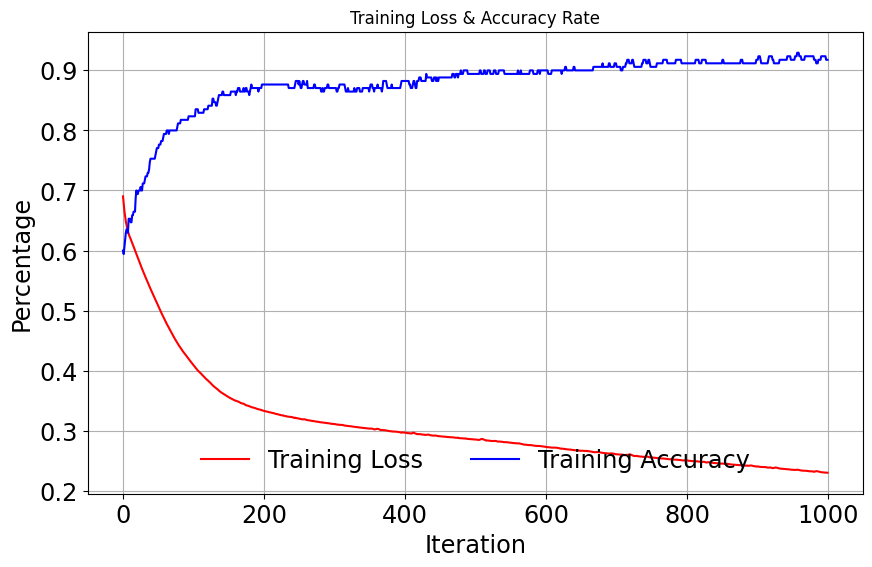 Training Loss & Accuracy Rate
Percentage
0.9
0.8
0.7
0.6
0.5
0.4
0.3
0.2
Training Loss Training Accuracy
0 200 400 600 800 1000
Iteration